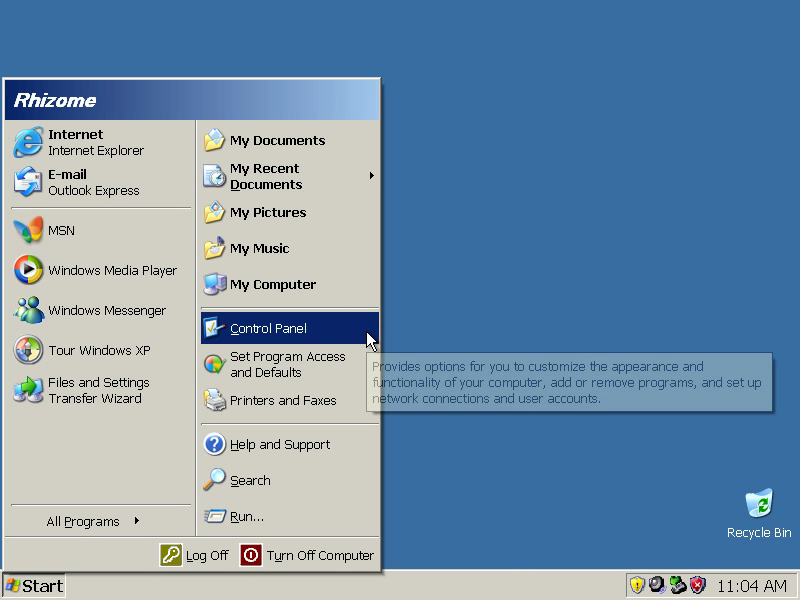 Rhizome
Internet
Internet Explorer
E-mail
Outlook Express
MSN
Windows Media Player
Windows Messenger
Tour Windows XP
Files and Settings
Transfer Wizard
All Programs
My Documents
My Recent
Documents
My Pictures
My Music
My Computer
Control Panel
Set Program Access
and Defaults
Printers and Faxes
Help and Support
Search
Run...
Provides options for you to customize the appearance and
functionality of your computer, add or remove programs, and set up
network connections and user accounts.
Log Off
Turn Off Computer
Recycle Bin
Start
11:04 AM